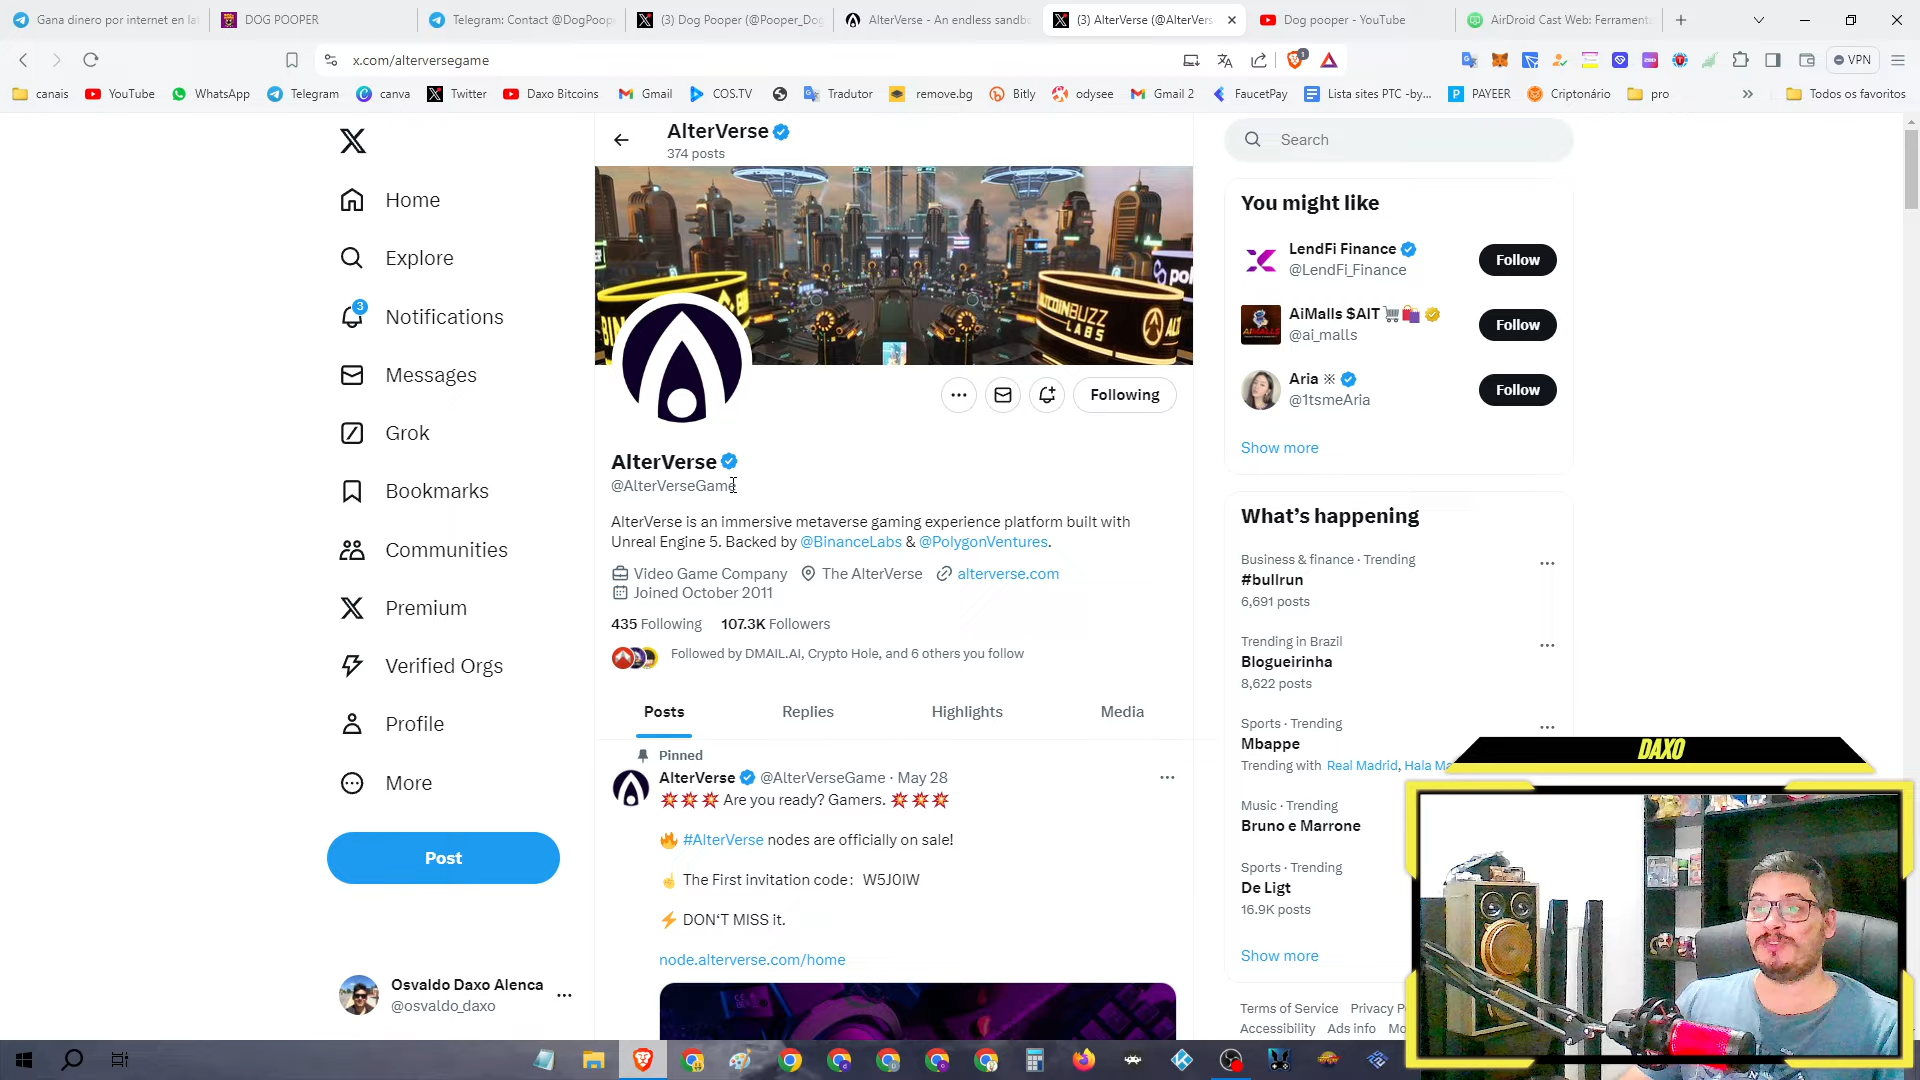 Gana dinero por internet en la
DOG POOPER
Telegram: Contact @DogPoop
(3) Dog Pooper (@Pooper_Dog
AlterVerse - An endless sandb
(3) AlterVerse (@AlterVers
Dog pooper - YouTube
AirDroid Cast Web: Ferrament
x.com/alterversegame
1
VPN
canais
YouTube
WhatsApp
Telegram
canva
Twitter
Daxo Bitcoins
Gmail
COS.TV
Tradutor
remove.bg
Bitly
odysee
Gmail 2
FaucetPay
Lista sites PTC -by...
PAYEER
Criptonário
pro
Todos os favoritos
Home
Explore
3
Notifications
Messages
Grok
Bookmarks
Communities
Premium
Verified Orgs
Profile
More
Post
Osvaldo Daxo Alenca
@osvaldo_daxo
AlterVerse
374 posts
COINBUZZ
LABS
Following
AlterVerse
@AlterVerseGame
AlterVerse is an immersive metaverse gaming experience platform built with
Unreal Engine 5. Backed by @BinanceLabs & @PolygonVentures.
Video Game Company The AlterVerse alterverse.com
Joined October 2011
435 Following 107.3K Followers
Followed by DMAIL.AI, Crypto Hole, and 6 others you follow
Posts
Replies
Highlights
Media
Pinned
AlterVerse @AlterVerseGame · May 28
💥💥💥 Are you ready? Gamers. 💥💥💥
🔥 #AlterVerse nodes are officially on sale!
☝ The First invitation code：W5J0IW
⚡ DON'T MISS it.
node.alterverse.com/home
Search
You might like
LendFi Finance
@LendFi_Finance
Follow
AiMalls $AIT 🛒🛍
@ai_malls
Follow
Aria ※
@1tsmeAria
Follow
Show more
What's happening
Business & finance · Trending
#bullrun
6,691 posts
Trending in Brazil
Blogueirinha
8,622 posts
Sports · Trending
Mbappe
Trending with Real Madrid, Hala Ma
Music · Trending
Bruno e Marrone
Sports · Trending
De Ligt
16.9K posts
Show more
Terms of Service Privacy P
Accessibility Ads info Mo
DAXO